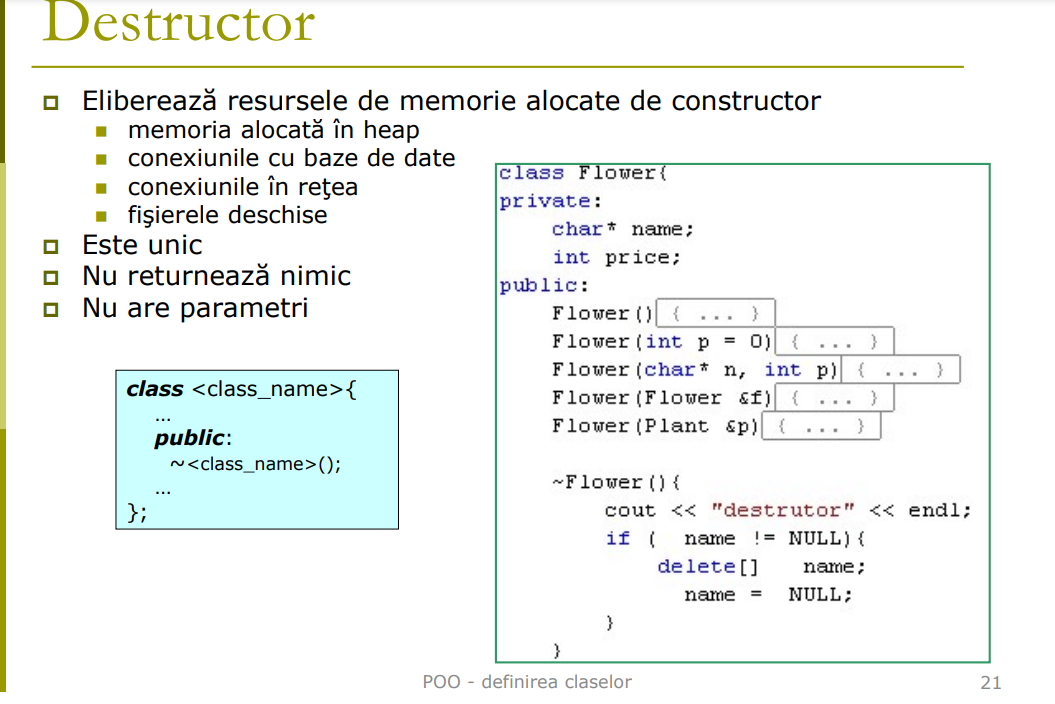 Destructor
Eliberează resursele de memorie alocate de constructor
memoria alocată în heap
conexiunile cu baze de date
conexiunile în reţea
fişierele deschise
Este unic
Nu returnează nimic
Nu are parametri
class <class_name>{
...
public:
~<class_name>();
...
};
class Flower{
private:
char* name;
int price;
public:
Flower() { ... }
Flower(int p = 0) { ... }
Flower(char* n, int p) { ... }
Flower(Flower &f) { ... }
Flower(Plant &p) { ... }
~Flower(){
cout << "destrutor" << endl;
if ( name != NULL){
delete[] name;
name = NULL;
}
}
POO - definirea claselor
21